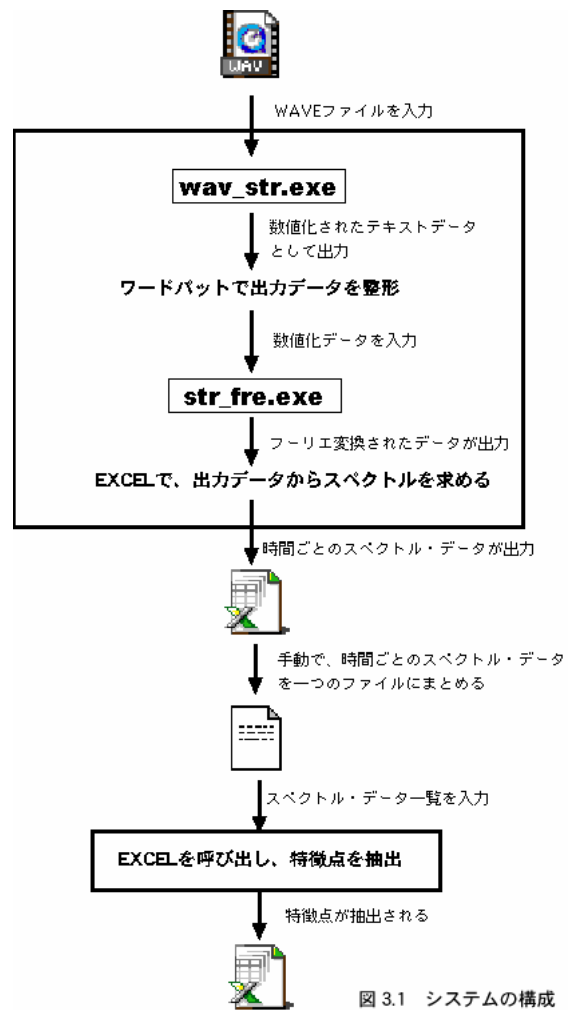 WAV
WAVEファイルを入力
wav_str.exe
数値化されたテキストデータ
として出力
ワードパットで出力データを整形
数値化データを入力
str_fre.exe
フーリエ変換されたデータが出力
EXCELで、出力データからスペクトルを求める
時間ごとのスペクトル・データが出力
手動で、時間ごとのスペクトル・データ
を一つのファイルにまとめる
スペクトル・データ一覧を入力
EXCELを呼び出し、特徴点を抽出
特徴点が抽出される
図 3.1　システムの構成